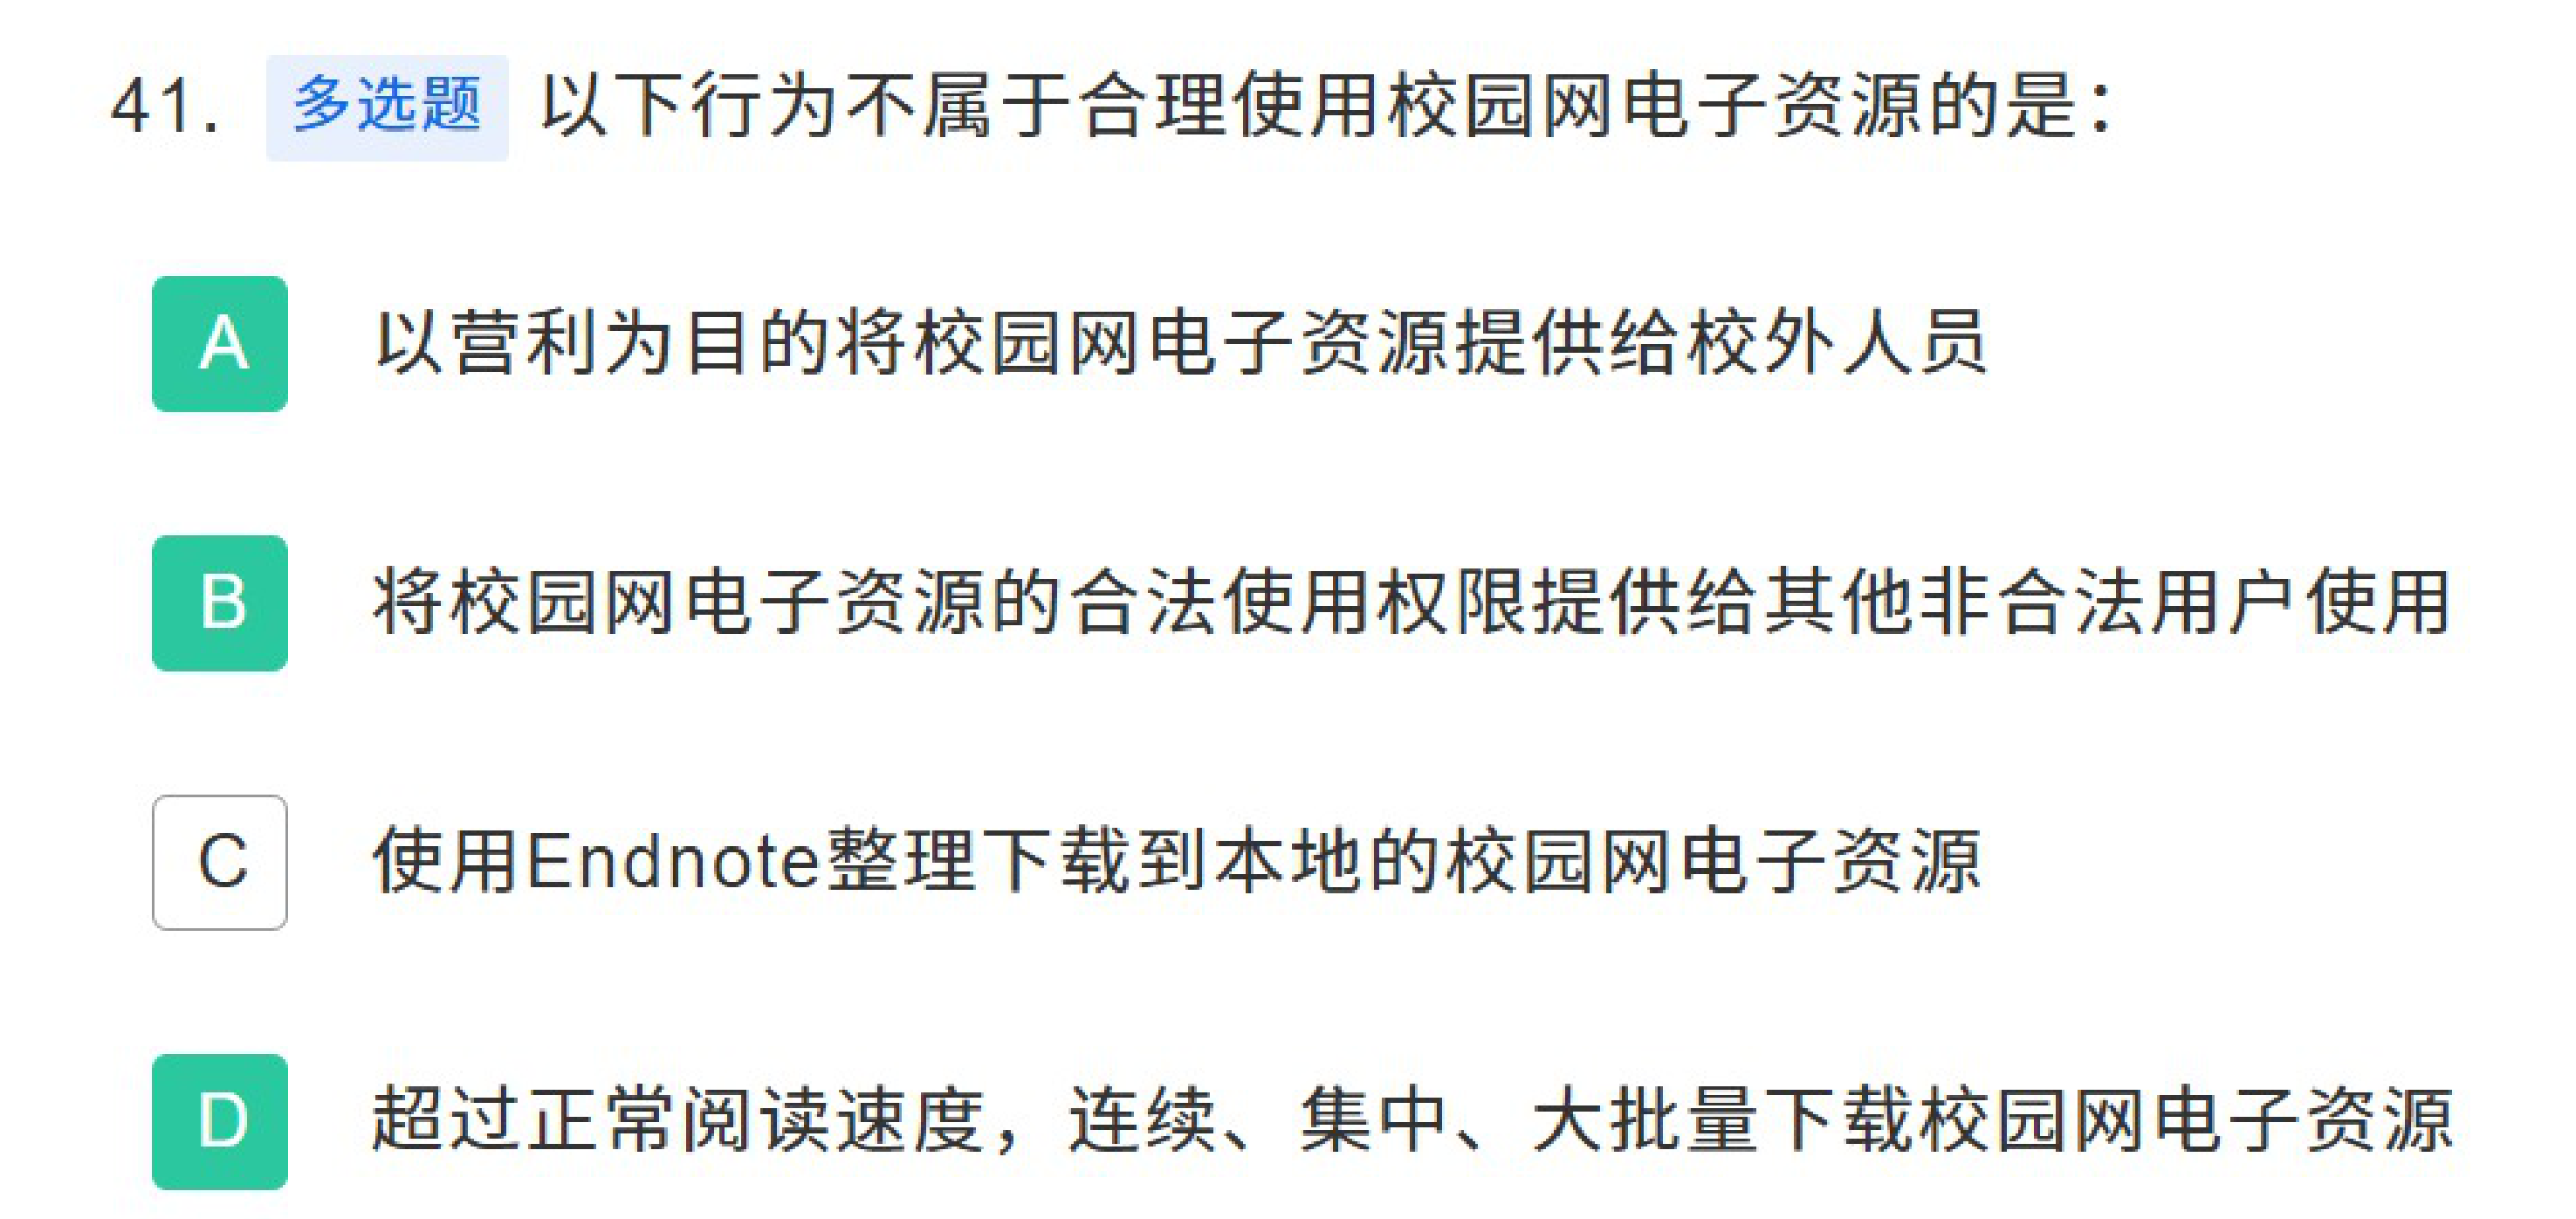 41. 多选题 以下行为不属于合理使用校园网电子资源的是：
A 以营利为目的将校园网电子资源提供给校外人员
B 将校园网电子资源的合法使用权限提供给其他非合法用户使用
C 使用Endnote整理下载到本地的校园网电子资源
D 超过正常阅读速度，连续、集中、大批量下载校园网电子资源